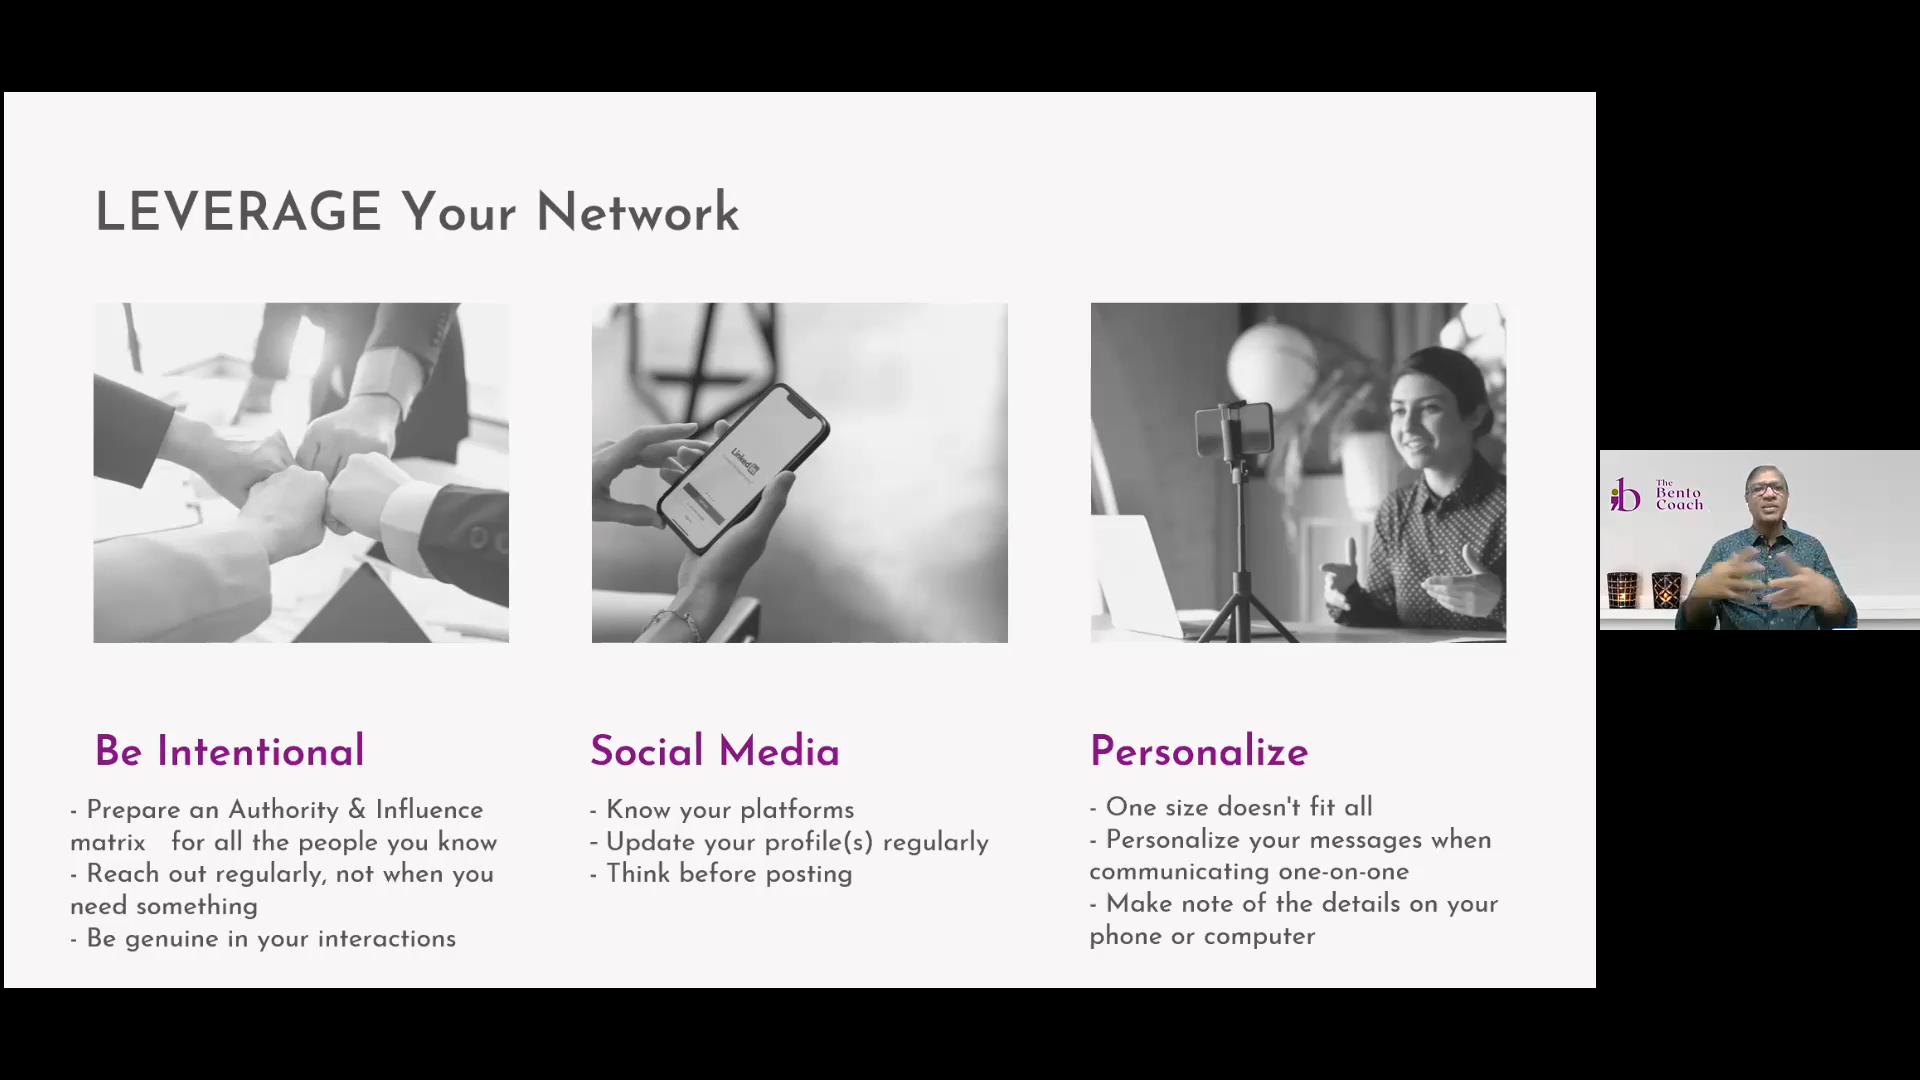 LEVERAGE Your Network
Linked in
Be Intentional
- Prepare an Authority & Influence
matrix for all the people you know
- Reach out regularly, not when you
need something
- Be genuine in your interactions
Social Media
- Know your platforms
- Update your profile(s) regularly
- Think before posting
Personalize
- One size doesn't fit all
- Personalize your messages when
communicating one-on-one
- Make note of the details on your
phone or computer
The
Bento
Coach